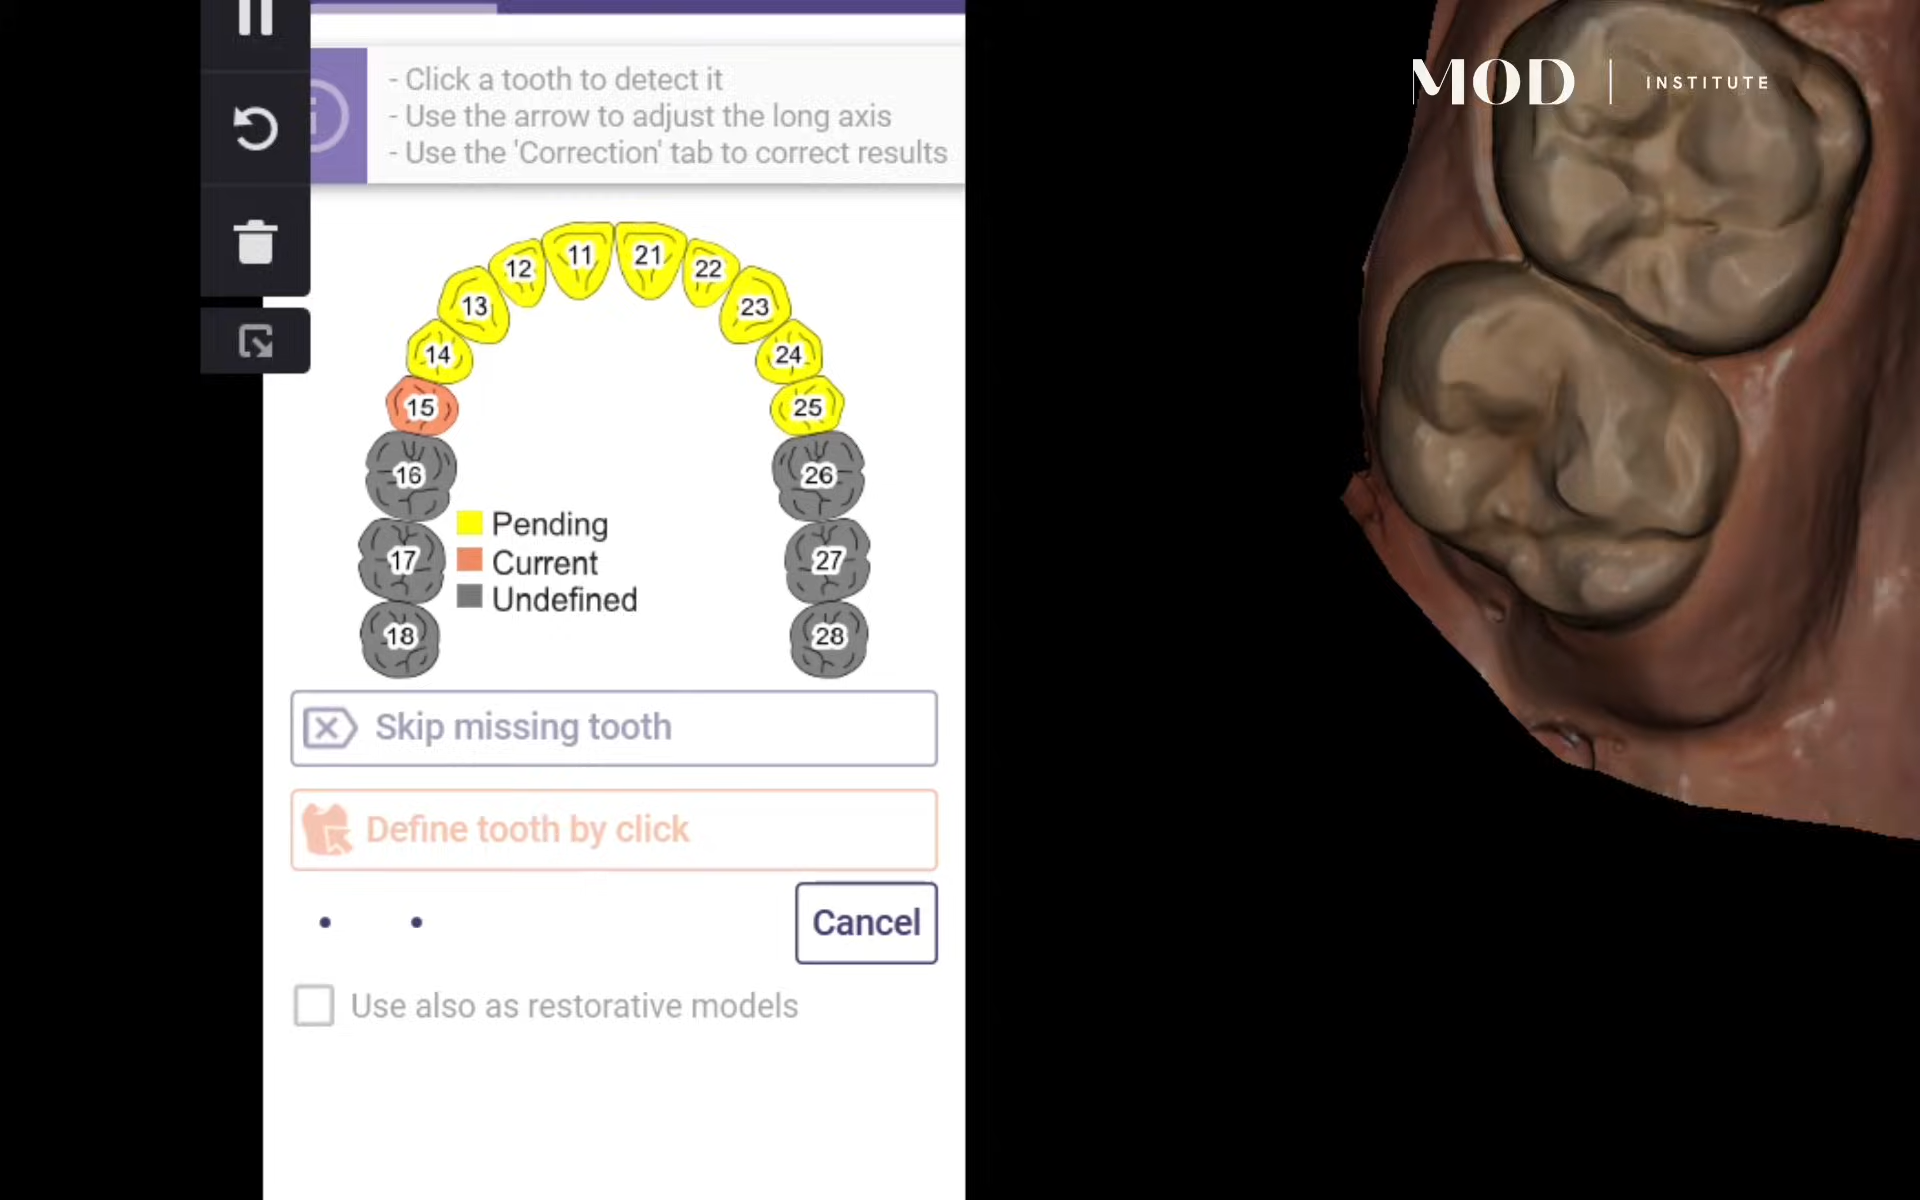 - Click a tooth to detect it
- Use the arrow to adjust the long axis
- Use the 'Correction' tab to correct results
MOD | INSTITUTE
11
21
12
22
13
23
14
24
15
25
16
26
17
27
18
28
Pending
Current
Undefined
Skip missing tooth
Define tooth by click
Cancel
Use also as restorative models